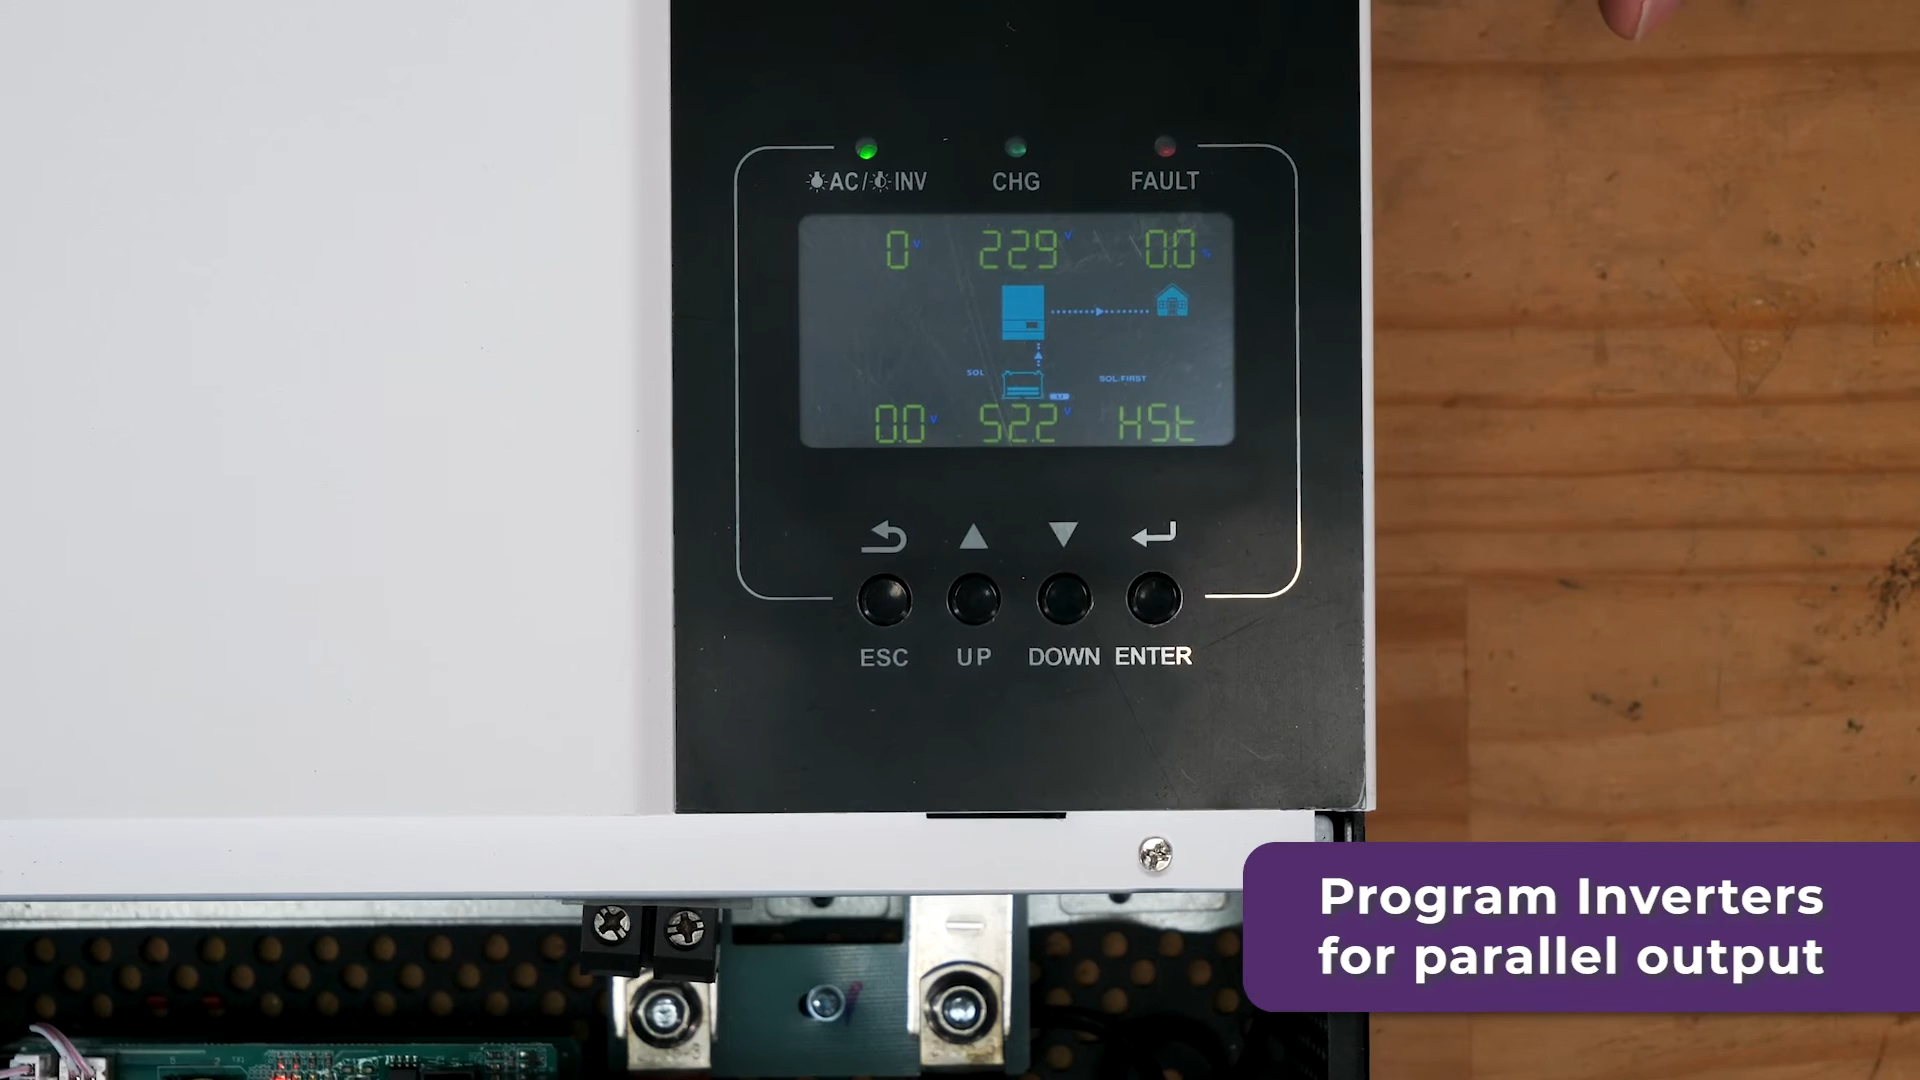 AC/ INV CHG FAULT
0 V 229 V 0.0
SOL SOL FIRST
0.0 V 52.2 V HSt
ESC UP DOWN ENTER
Program Inverters
for parallel output